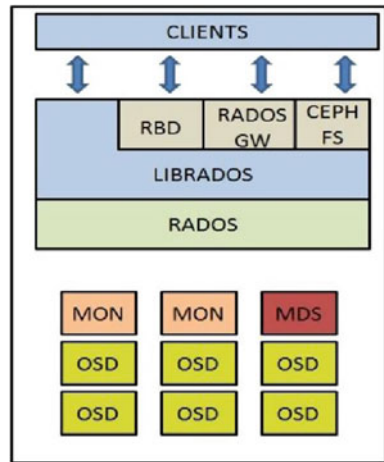 CLIENTS
RBD
RADOS
GW
CEPH
FS
LIBRADOS
RADOS
MON MON MDS
OSD OSD OSD
OSD OSD OSD